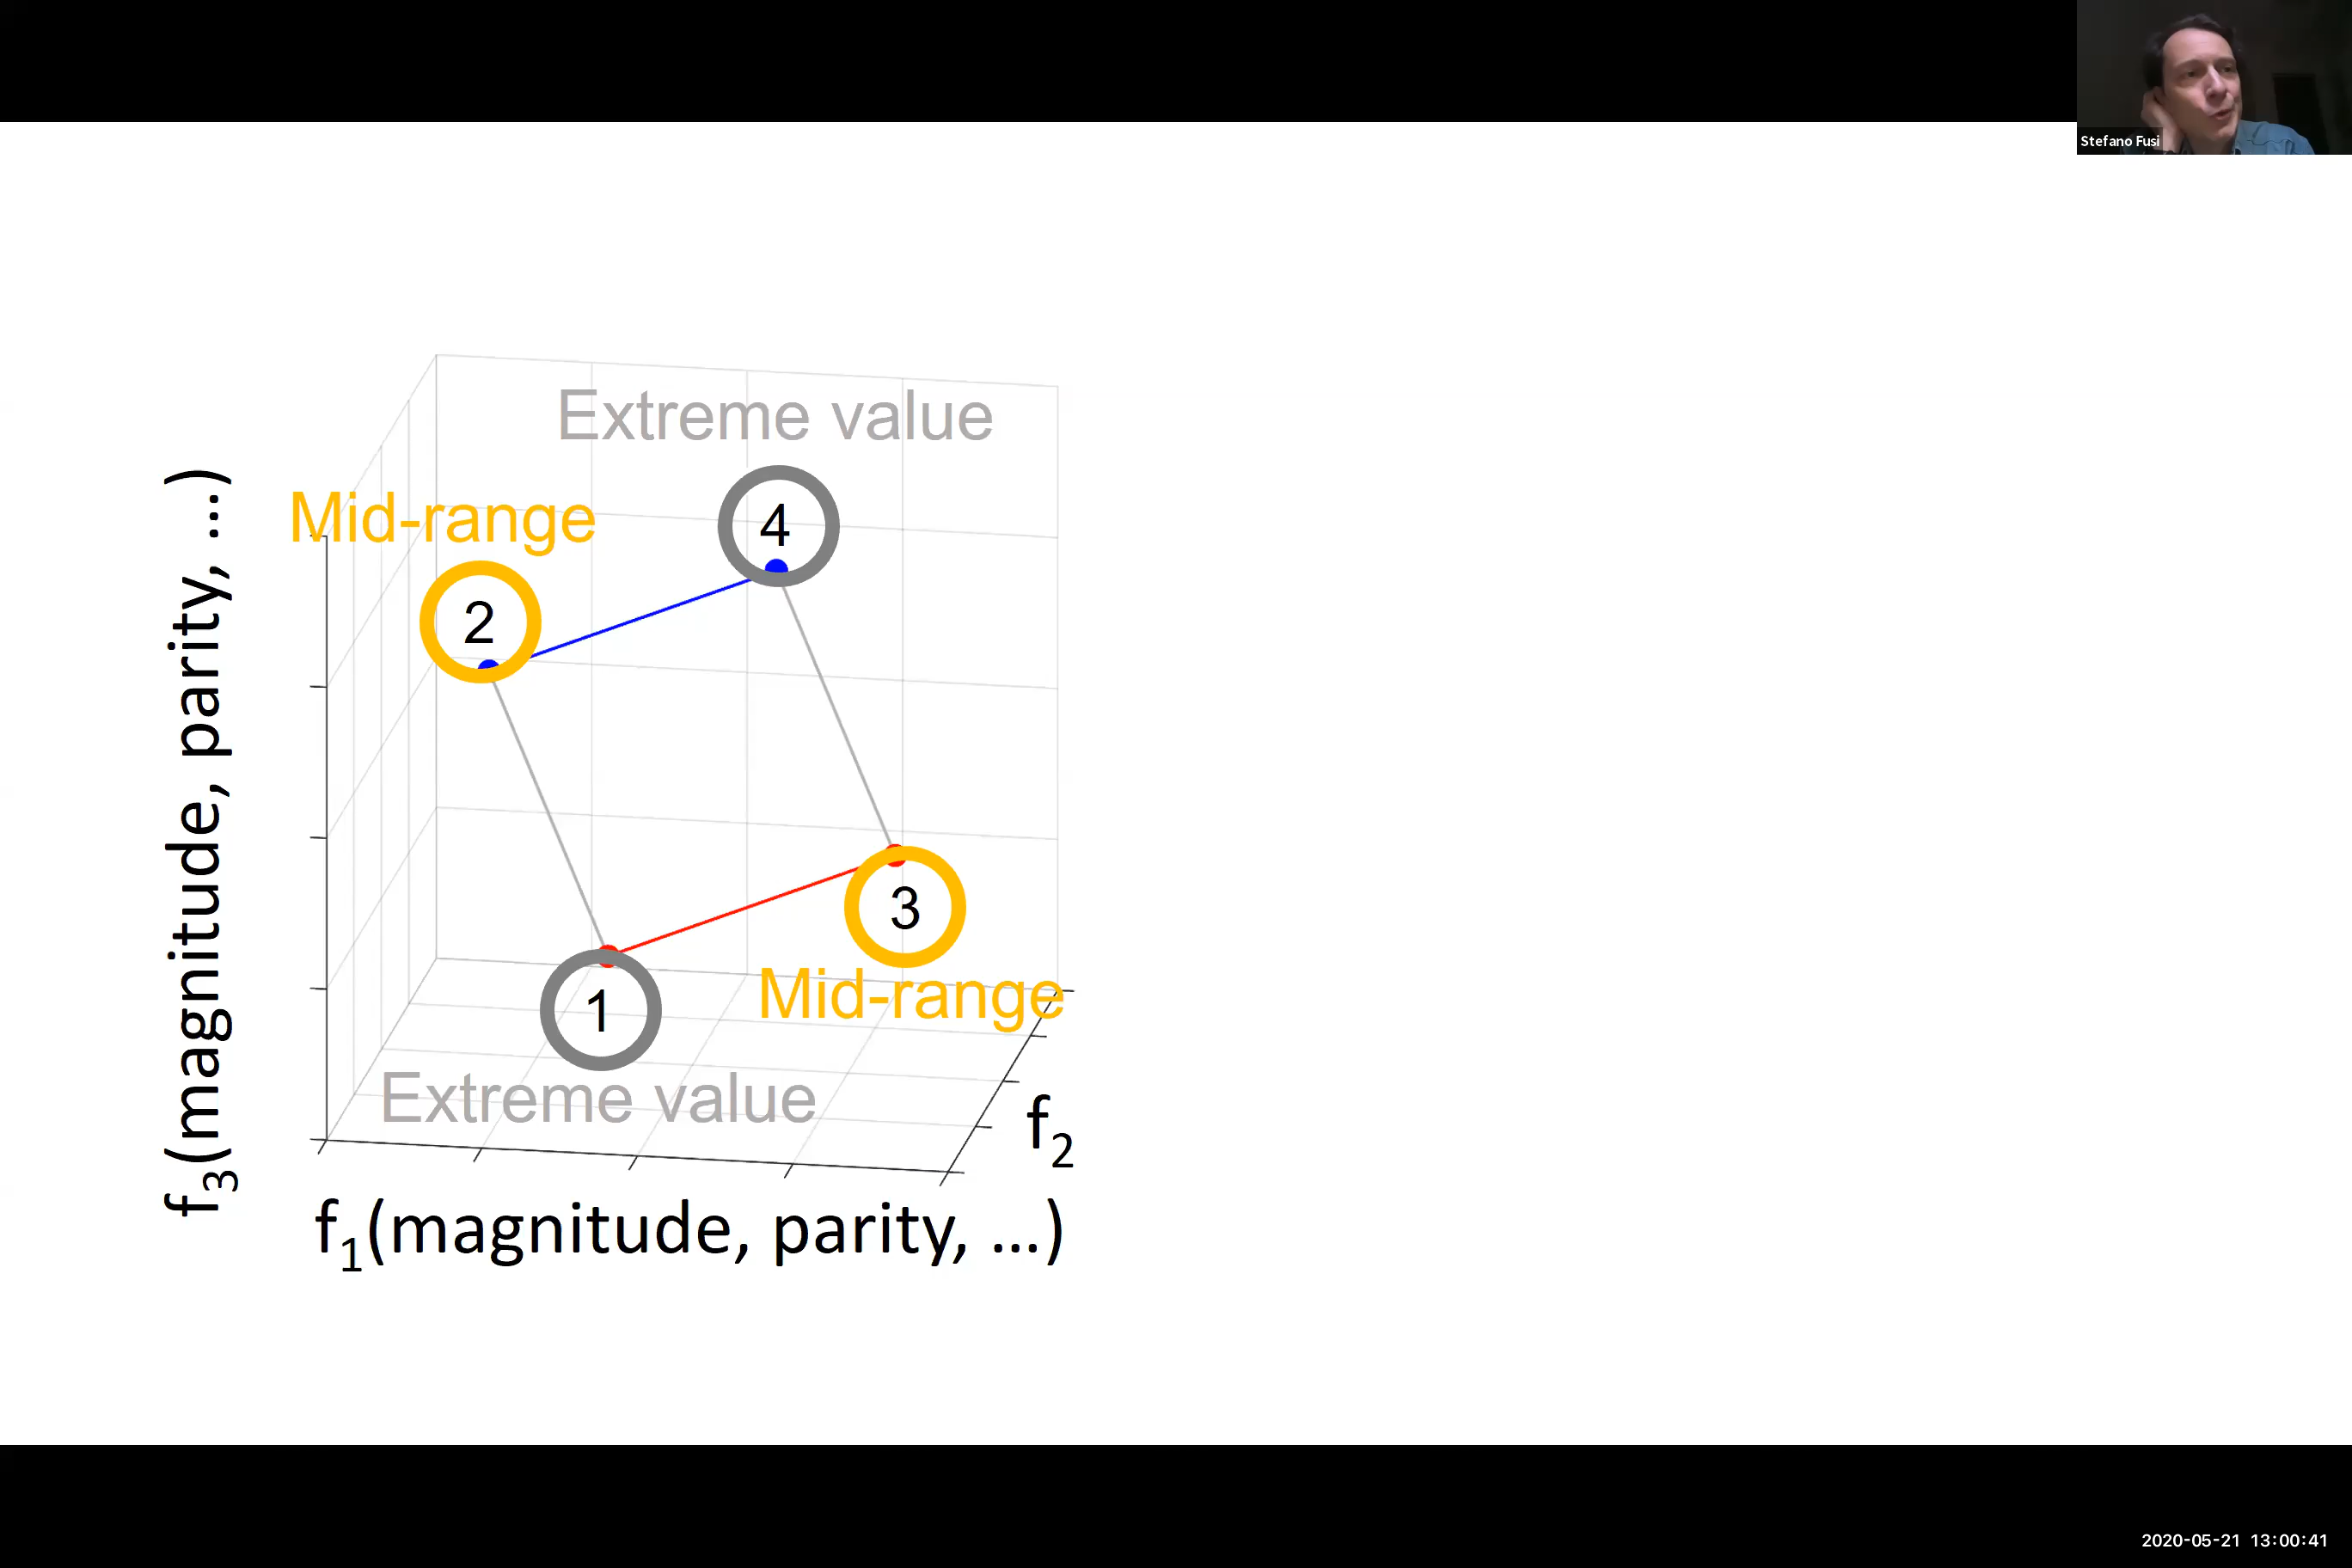 Stefano Fusi
Extreme value
Mid-range
4
2
3
1
Mid-range
Extreme value
f3(magnitude, parity, ...)
f2
f1(magnitude, parity, ...)
2020-05-21 13:00:41